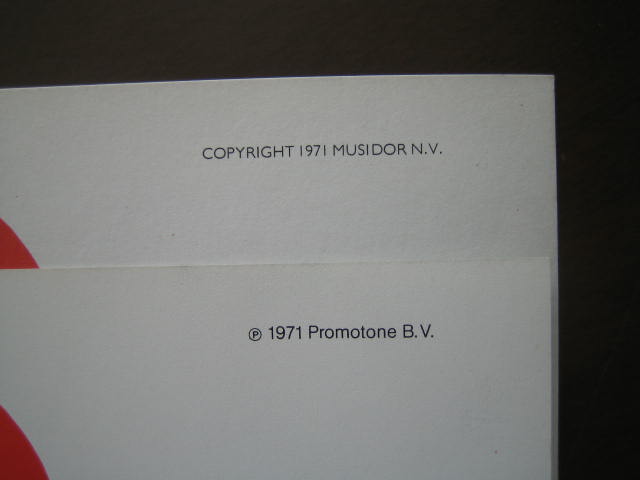 COPYRIGHT 1971 MUSIDOR N.V.
℗ 1971 Promotone B.V.